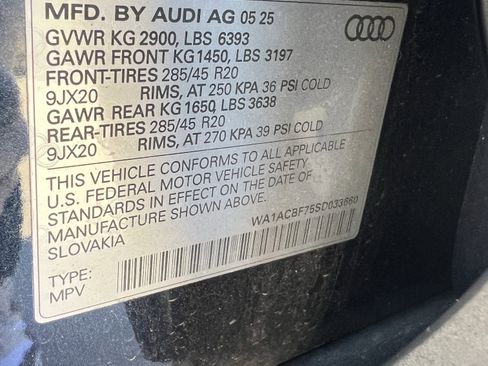 MFD. BY AUDI AG 05 25
GVWR KG 2900, LBS 6393
GAWR FRONT KG1450, LBS 3197
FRONT-TIRES 285/45 R20
9JX20 RIMS, AT 250 KPA 36 PSI COLD
GAWR REAR KG 1650, LBS 3638
REAR-TIRES 285/45 R20
9JX20 RIMS, AT 270 KPA 39 PSI COLD
THIS VEHICLE CONFORMS TO ALL APPLICABLE
U.S. FEDERAL MOTOR VEHICLE SAFETY
STANDARDS IN EFFECT ON THE DATE OF
MANUFACTURE SHOWN ABOVE.
SLOVAKIA
WA1ACBF75SD033660
TYPE:
MPV